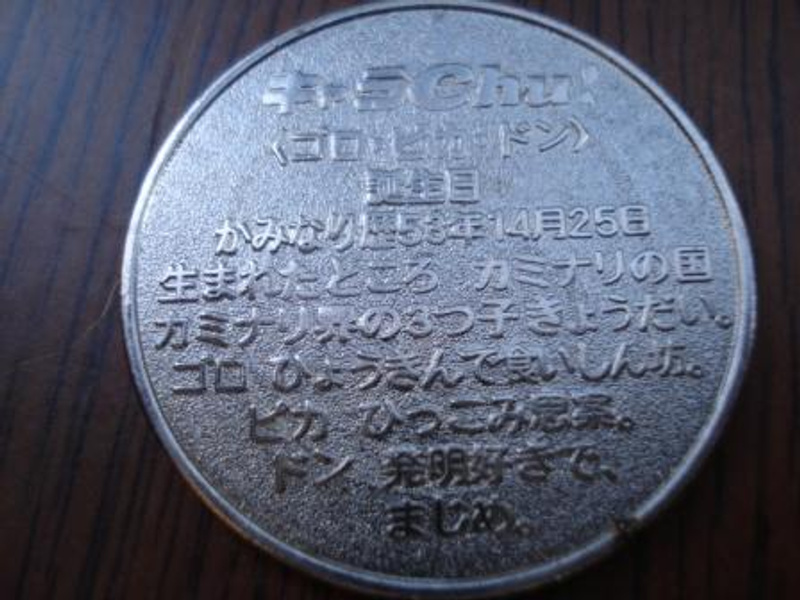 キャラChu!
〈ゴロ・ピカ・ドン〉
誕生日
かみなり歴53年14月25日
生まれたところ カミナリの国
カミナリ界の3つ子きょうだい。
ゴロ ひょうきんで食いしん坊。
ピカ ひっこみ思案。
ドン 発明好きで、
まじめ。